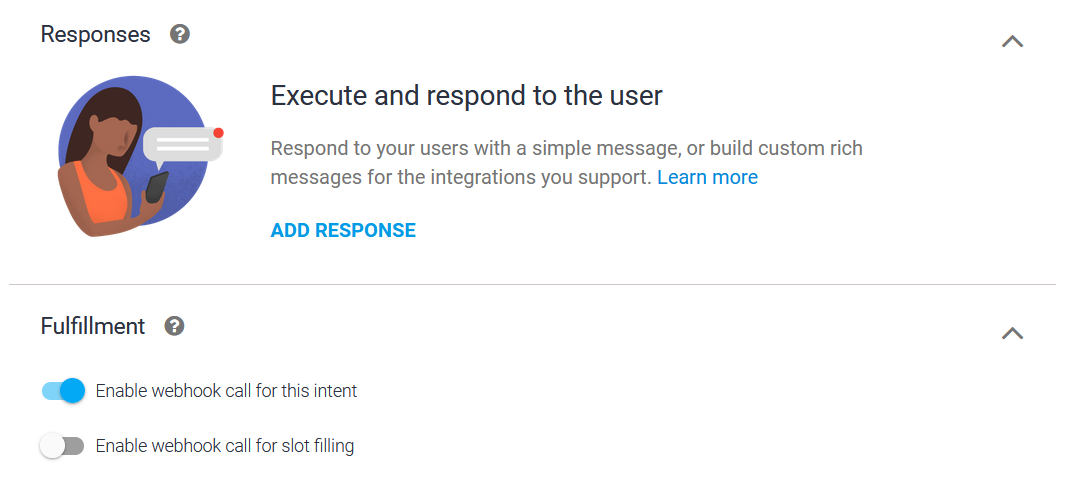 Responses
Execute and respond to the user
Respond to your users with a simple message, or build custom rich
messages for the integrations you support. Learn more
ADD RESPONSE
Fulfillment
Enable webhook call for this intent
Enable webhook call for slot filling